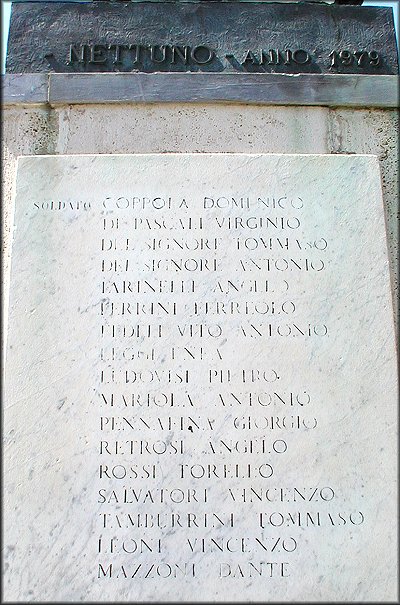 - NETTUNO - ANNO 1979
SOLDATO COPPOLA DOMENICO
DE PASCALI VIRGINIO
DEL SIGNORE TOMMASO
DEL SIGNORE ANTONIO
FARINELLI ANGELO
FERRINI FERREOLO
FEDELI VITO ANTONIO
LEGGE ENEA
LUDOVISI PIETRO
MARIOLA ANTONIO
PENNAFINA GIORGIO
RETROSI ANGELO
ROSSI TORELLO
SALVATORI VINCENZO
TAMBURRINI TOMMASO
LEONI VINCENZO
MAZZONI DANTE